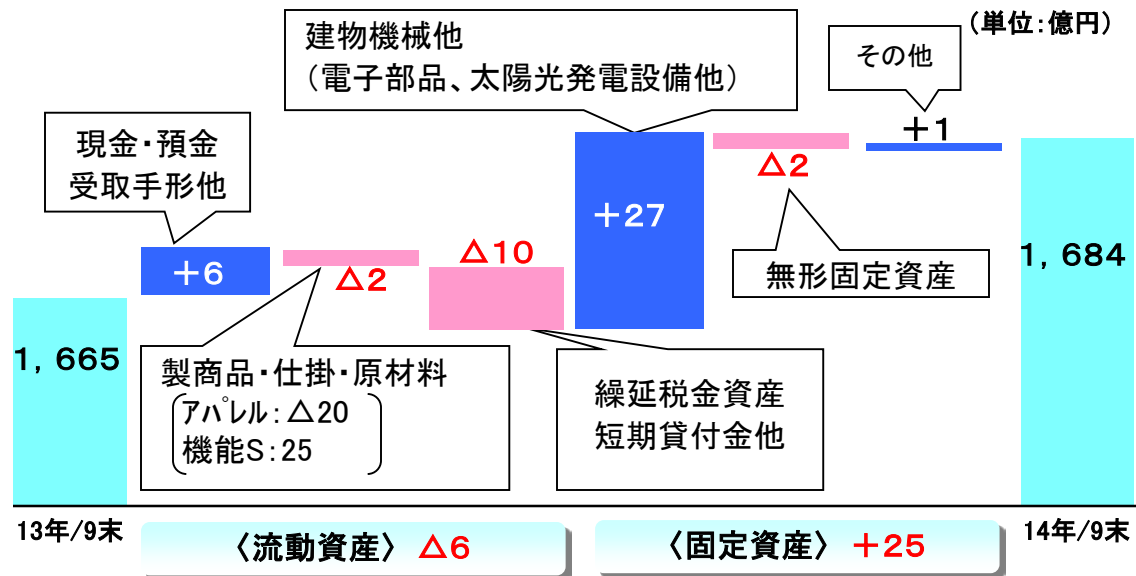 (単位:億円)
建物機械他
(電子部品、太陽光発電設備他)
その他
+1
現金・預金
受取手形他
△2
+27
+6
△10
△2
無形固定資産
1,684
1,665
製商品・仕掛・原材料
アパレル:△20
機能S:25
繰延税金資産
短期貸付金他
13年/9末
〈流動資産〉 △6
〈固定資産〉 +25
14年/9末